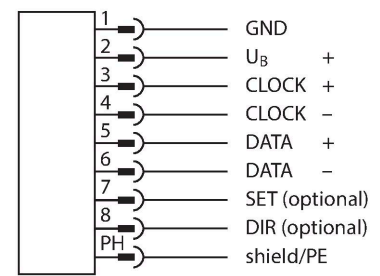 1 GND
2 U_B +
3 CLOCK +
4 CLOCK –
5 DATA +
6 DATA –
7 SET (optional)
8 DIR (optional)
PH shield/PE